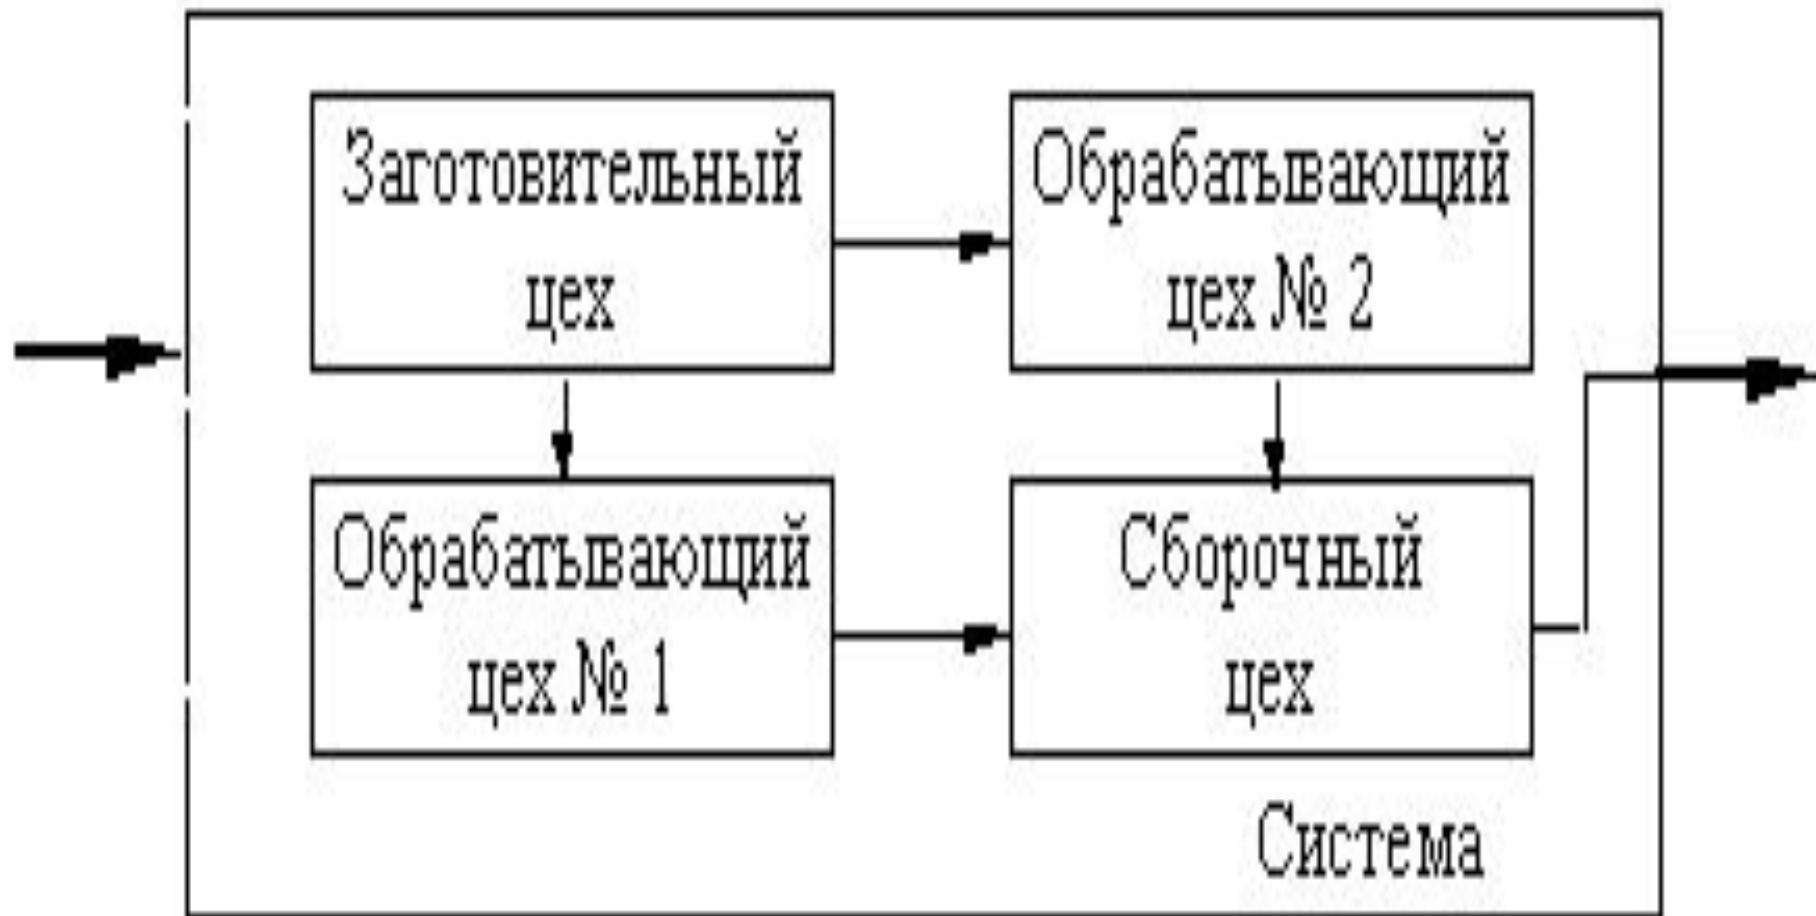 Заготовительный
цех
Обрабатывающий
цех № 2
Обрабатывающий
цех № 1
Сборочный
цех
Система